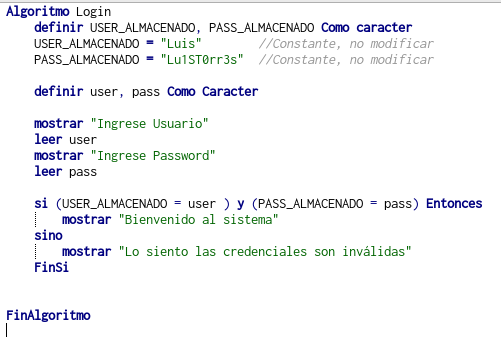 Algoritmo Login
definir USER_ALMACENADO, PASS_ALMACENADO Como caracter
USER_ALMACENADO = "Luis" //Constante, no modificar
PASS_ALMACENADO = "Lu1ST0rr3s" //Constante, no modificar
definir user, pass Como Caracter
mostrar "Ingrese Usuario"
leer user
mostrar "Ingrese Password"
leer pass
si (USER_ALMACENADO = user ) y (PASS_ALMACENADO = pass) Entonces
mostrar "Bienvenido al sistema"
sino
mostrar "Lo siento las credenciales son inválidas"
FinSi
FinAlgoritmo